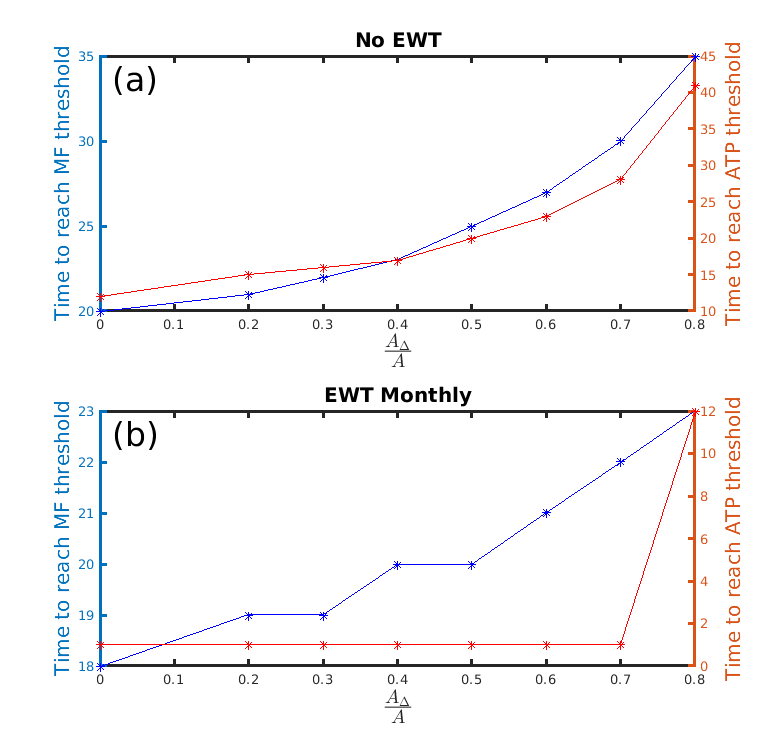 No EWT
(a)
Time to reach MF threshold
35
30
25
20
Time to reach ATP threshold
45
40
35
30
25
20
15
10
0 0.1 0.2 0.3 0.4 0.5 0.6 0.7 0.8
A_Δ
A
EWT Monthly
(b)
Time to reach MF threshold
23
22
21
20
19
18
Time to reach ATP threshold
12
10
8
6
4
2
0
0 0.1 0.2 0.3 0.4 0.5 0.6 0.7 0.8
A_Δ
A